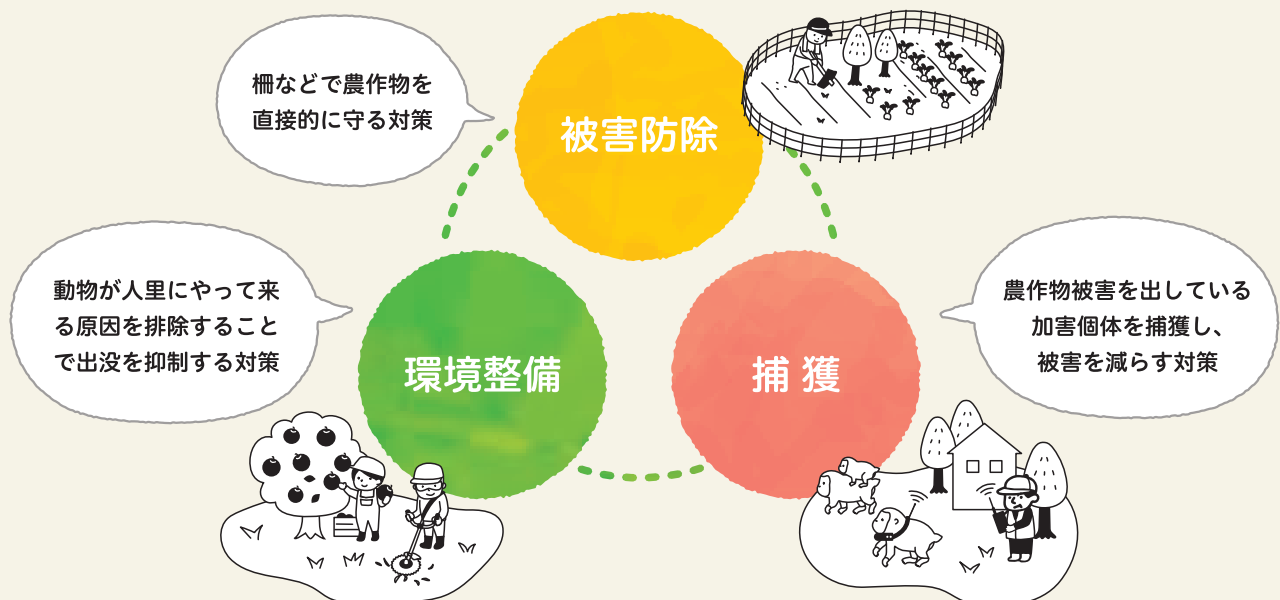 柵などで農作物を
直接的に守る対策
被害防除
動物が人里にやって来
る原因を排除すること
で出没を抑制する対策
環境整備
捕 獲
農作物被害を出している
加害個体を捕獲し、
被害を減らす対策